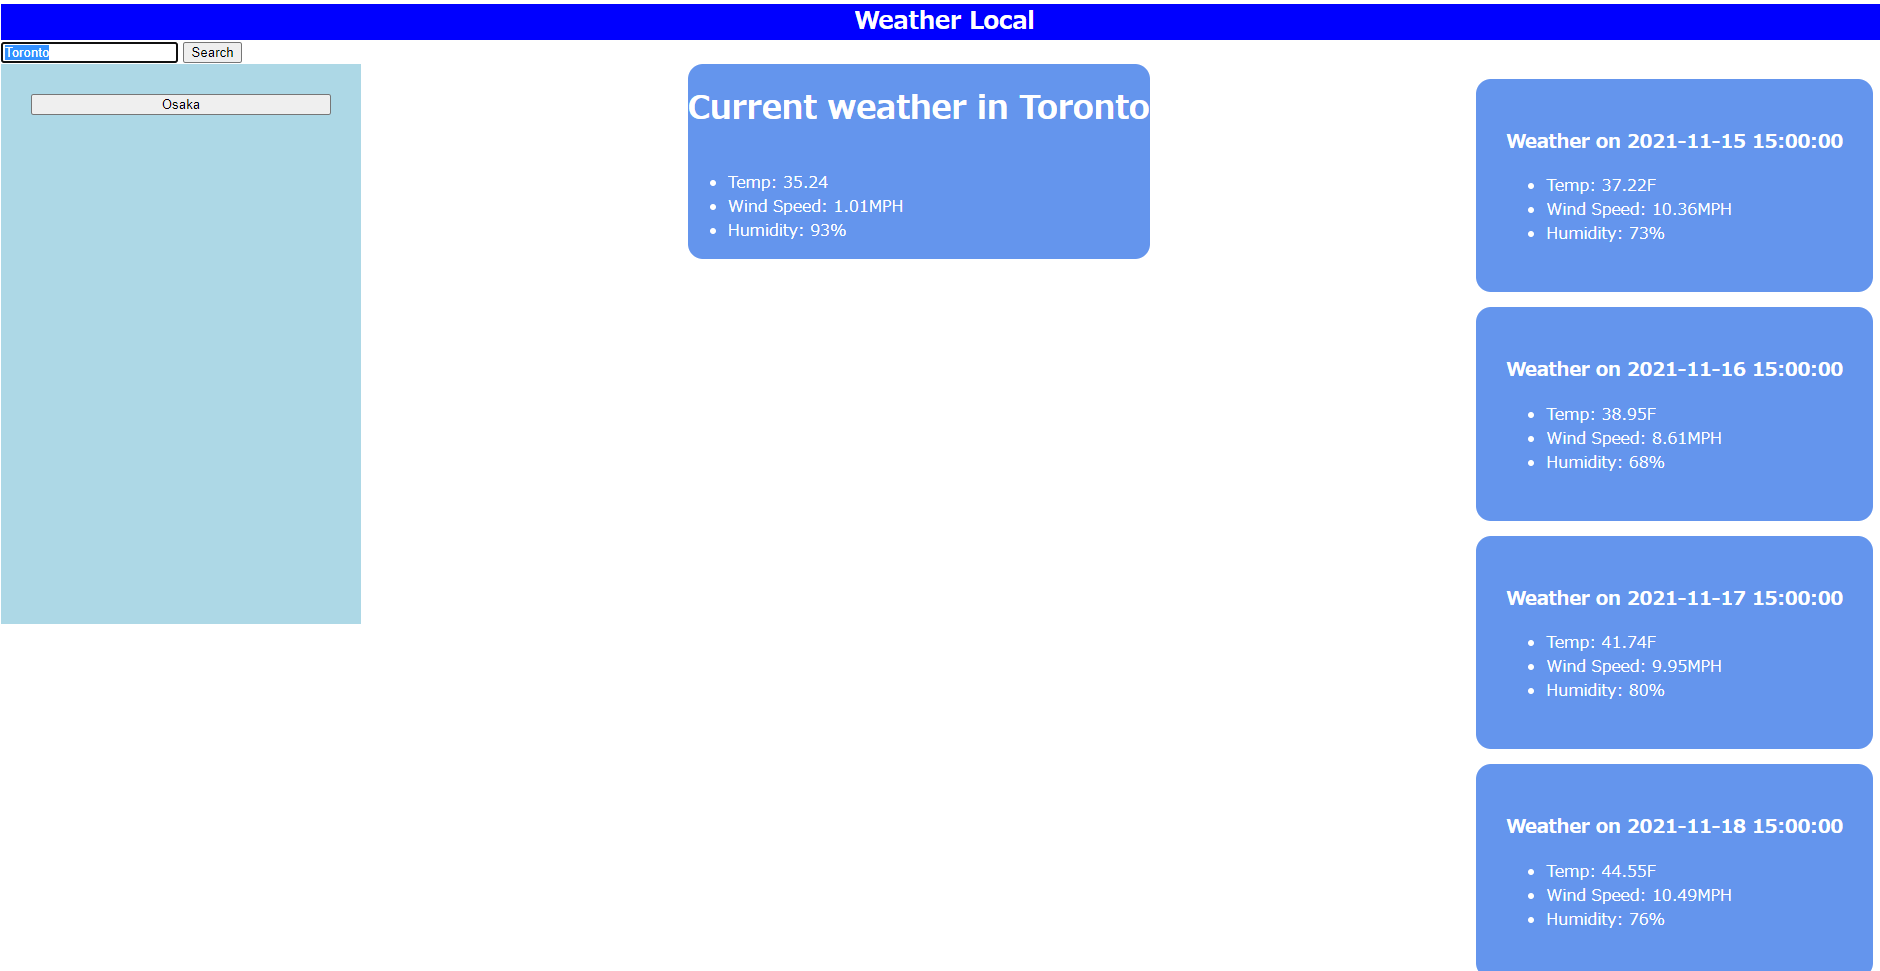 Weather Local
Toronto
Search
Osaka
Current weather in Toronto
Temp: 35.24
Wind Speed: 1.01MPH
Humidity: 93%
Weather on 2021-11-15 15:00:00
Temp: 37.22F
Wind Speed: 10.36MPH
Humidity: 73%
Weather on 2021-11-16 15:00:00
Temp: 38.95F
Wind Speed: 8.61MPH
Humidity: 68%
Weather on 2021-11-17 15:00:00
Temp: 41.74F
Wind Speed: 9.95MPH
Humidity: 80%
Weather on 2021-11-18 15:00:00
Temp: 44.55F
Wind Speed: 10.49MPH
Humidity: 76%